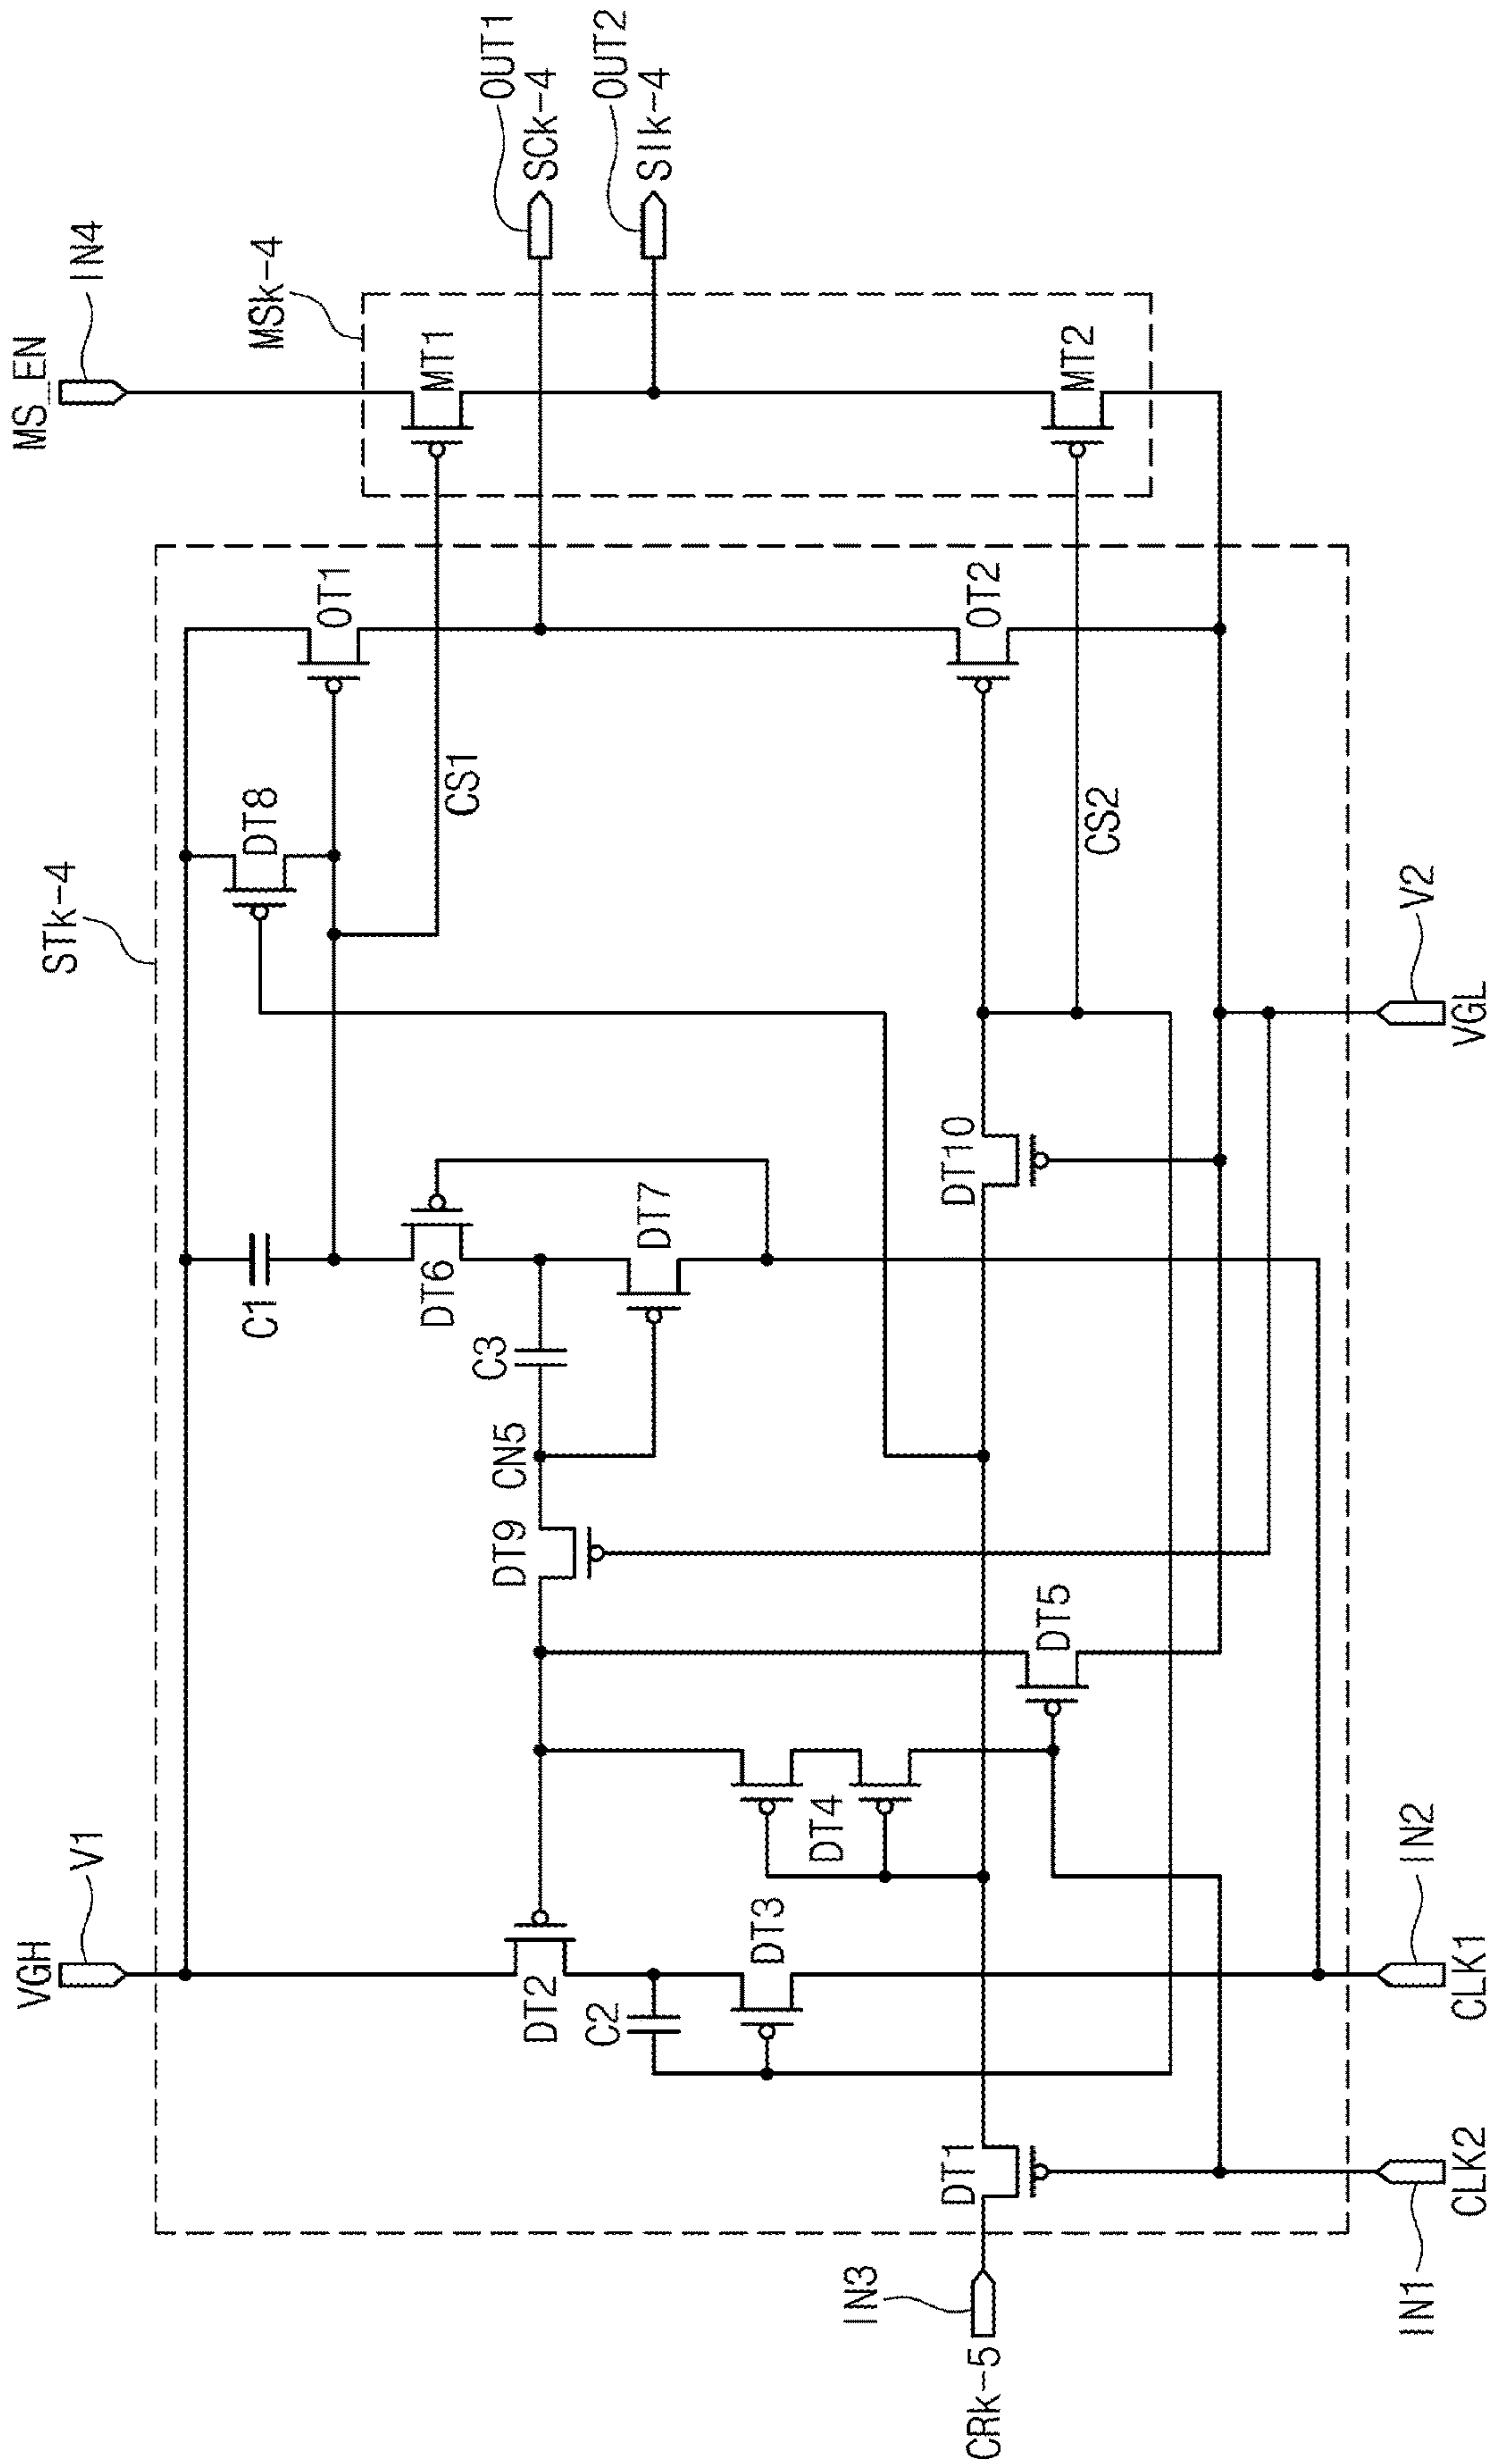 VGH
V1
STk-4
MS_EN
IN4
MSk-4
C1
DT8
OT1
CS1
MT1
DT2
C2
CN5
DT9
C3
DT6
DT7
OUT1
SCk-4
OUT2
SIk-4
DT3
DT4
DT5
DT10
OT2
CS2
MT2
DT1
IN3
CRk-5
IN1
CLK2
IN2
CLK1
V2
VGL